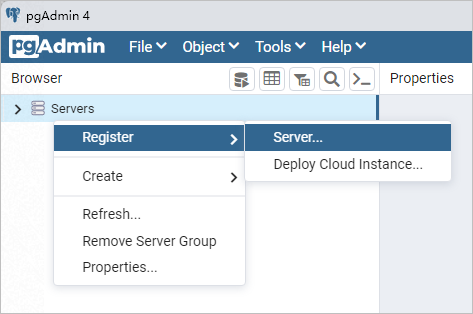 pgAdmin 4
pgAdmin File Object Tools Help
Browser Properties
Servers
Register Server...
Deploy Cloud Instance...
Create
Refresh...
Remove Server Group
Properties...